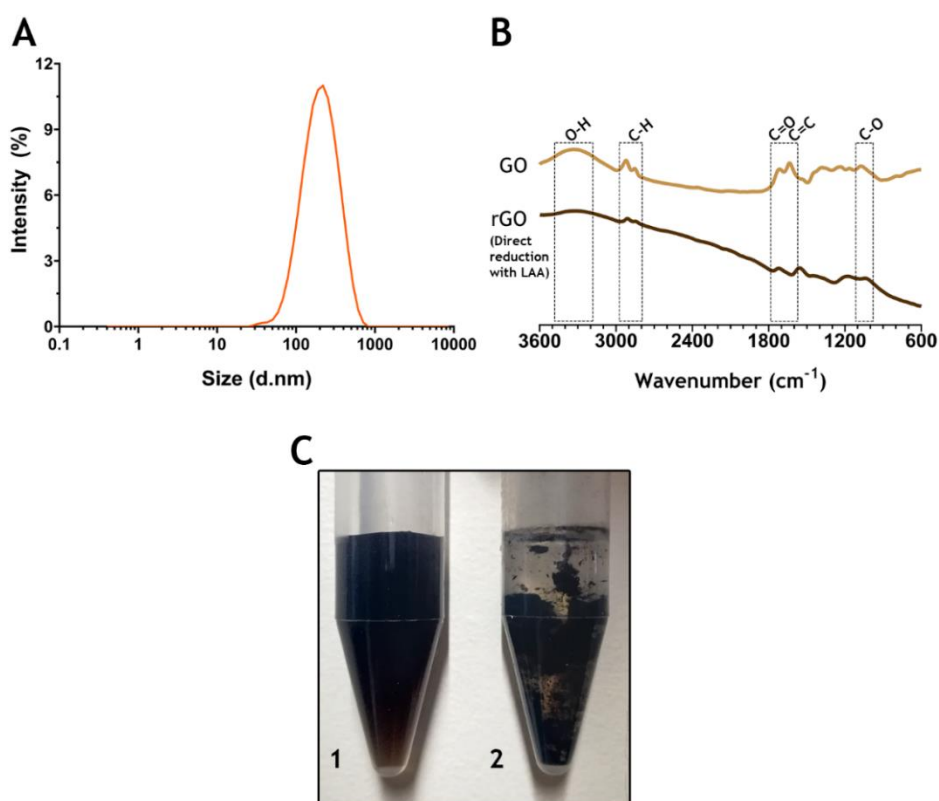 A
12
9
6
3
0
Intensity (%)
0.1 1 10 100 1000 10000
Size (d.nm)
B
O-H C-H C=O C=C C-O
GO
rGO
(Direct
reduction
with LAA)
3600 3000 2400 1800 1200 600
Wavenumber (cm⁻¹)
C
1 2